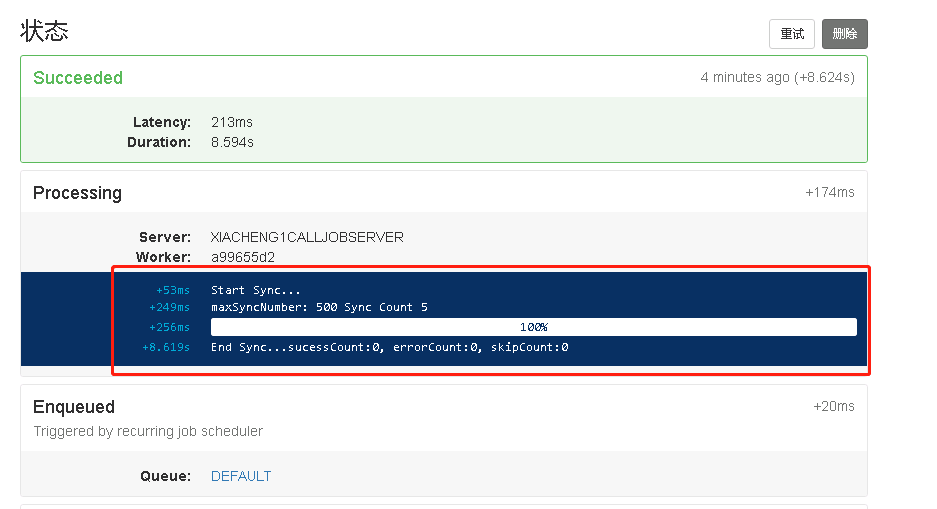 状态
重试
删除
Succeeded
4 minutes ago (+8.624s)
Latency: 213ms
Duration: 8.594s
Processing
+174ms
Server: XIACHENG1CALLJOBSERVER
Worker: a99655d2
+53ms Start Sync...
+249ms maxSyncNumber: 500 Sync Count 5
+256ms 100%
+8.619s End Sync...sucessCount:0, errorCount:0, skipCount:0
Enqueued
+20ms
Triggered by recurring job scheduler
Queue: DEFAULT